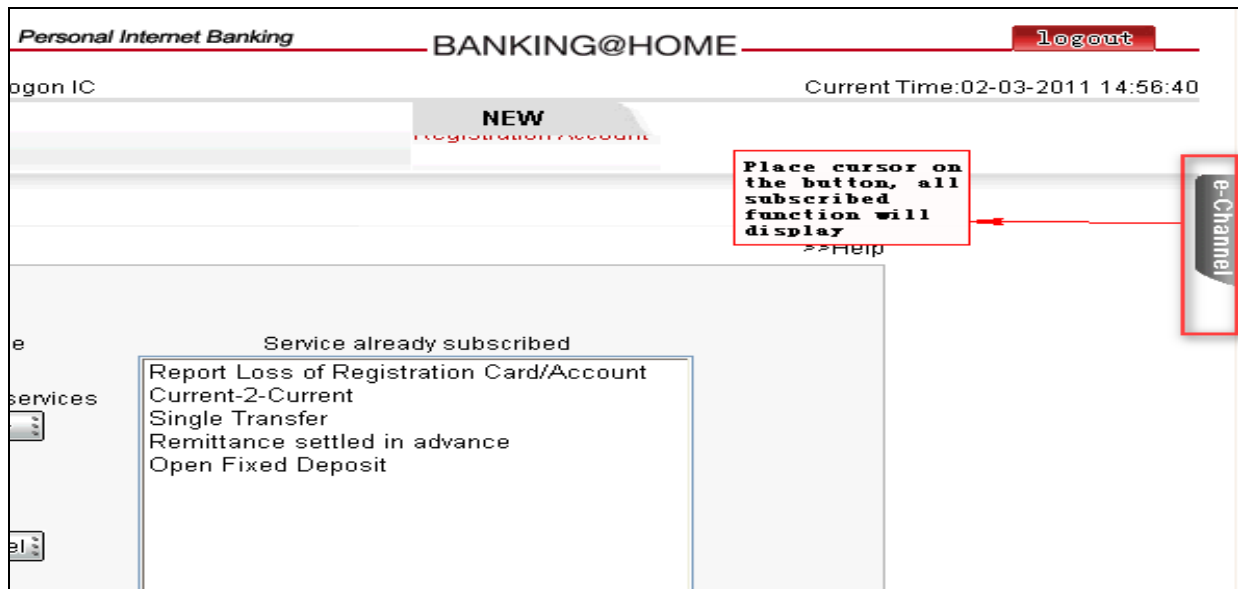 Personal Internet Banking
BANKING@HOME
logout
ogon IC
Current Time:02-03-2011 14:56:40
NEW
Registration Account
Place cursor on
the button, all
subscribed
function will
display
e-Channel
>>Help
e
Service already subscribed
Report Loss of Registration Card/Account
services
Current-2-Current
Single Transfer
Remittance settled in advance
Open Fixed Deposit
el